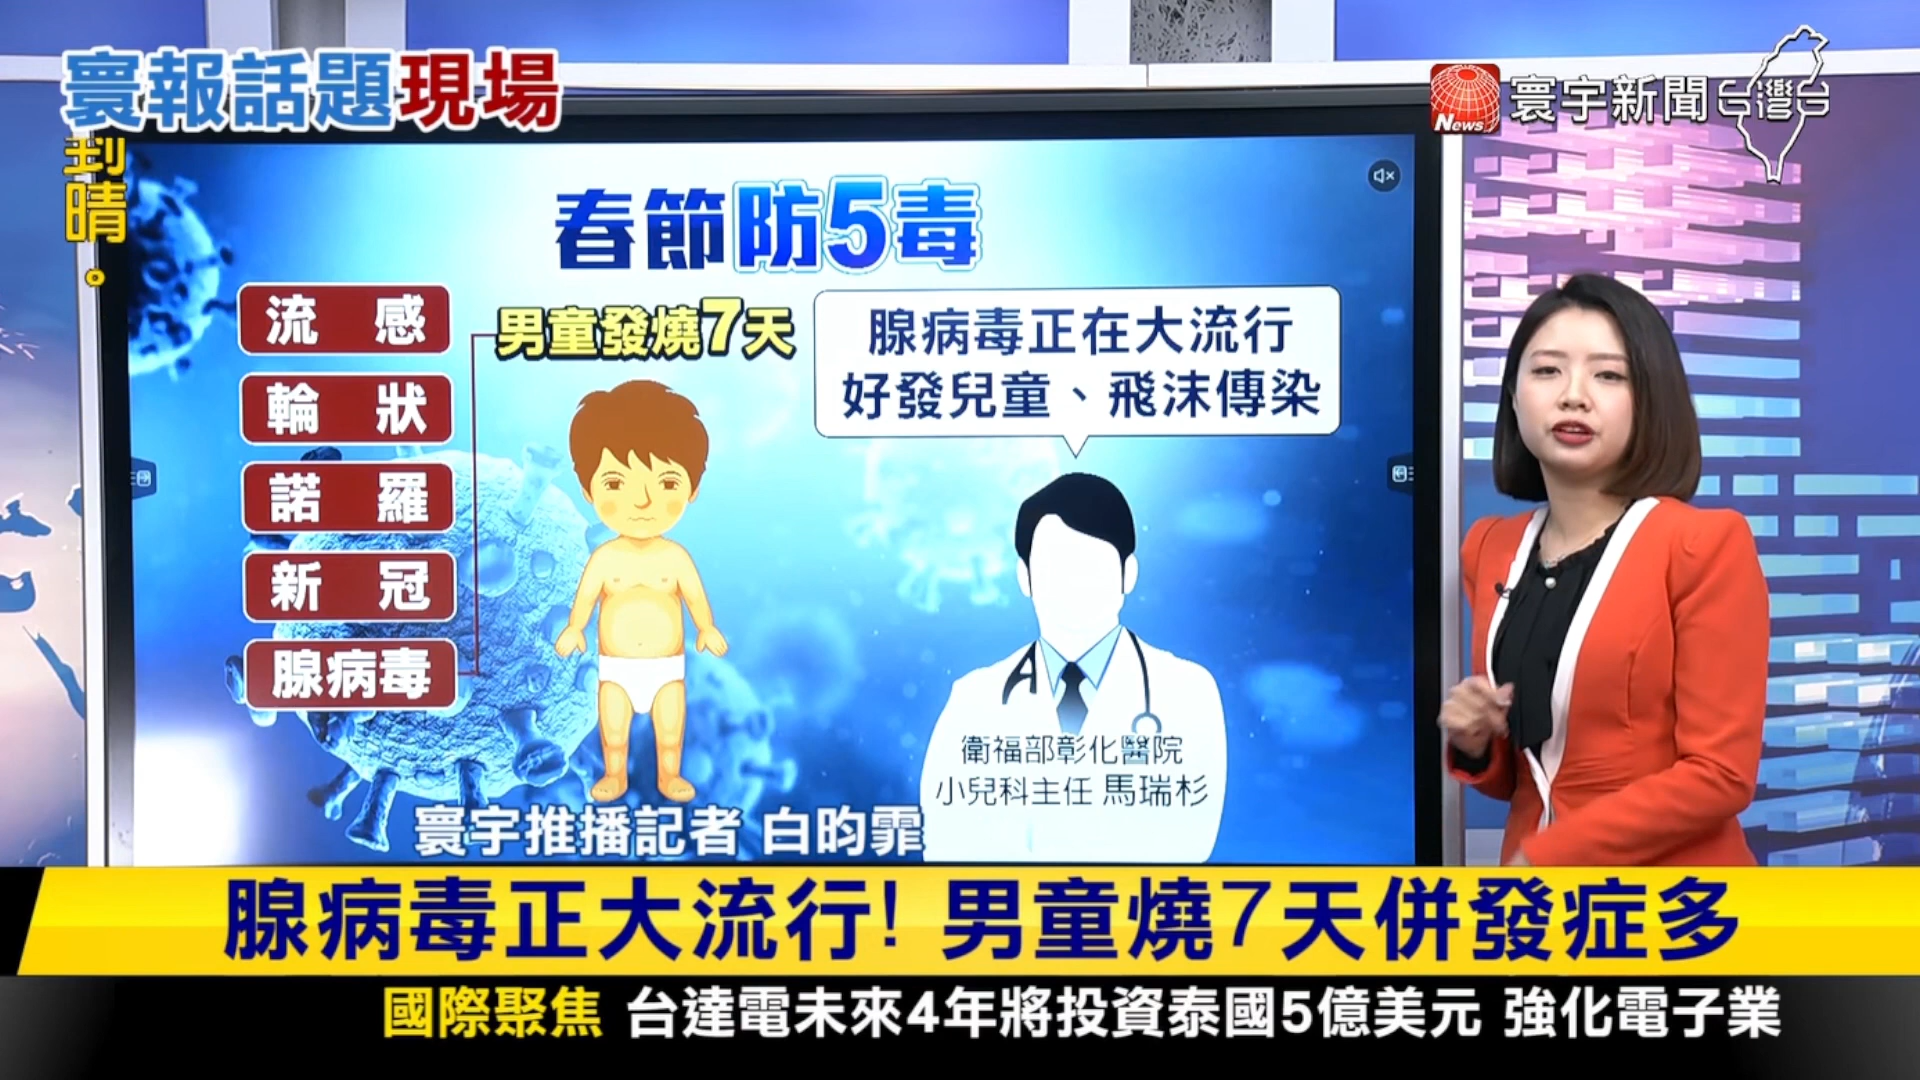 寰報話題現場
寰宇新聞
台灣台
News
到
晴。
春節防5毒
流感
輪狀
諾羅
新冠
腺病毒
男童發燒7天
腺病毒正在大流行
好發兒童、飛沫傳染
衛福部彰化醫院
小兒科主任 馬瑞杉
寰宇推播記者 白昀霏
腺病毒正大流行! 男童燒7天併發症多
國際聚焦 台達電未來4年將投資泰國5億美元 強化電子業